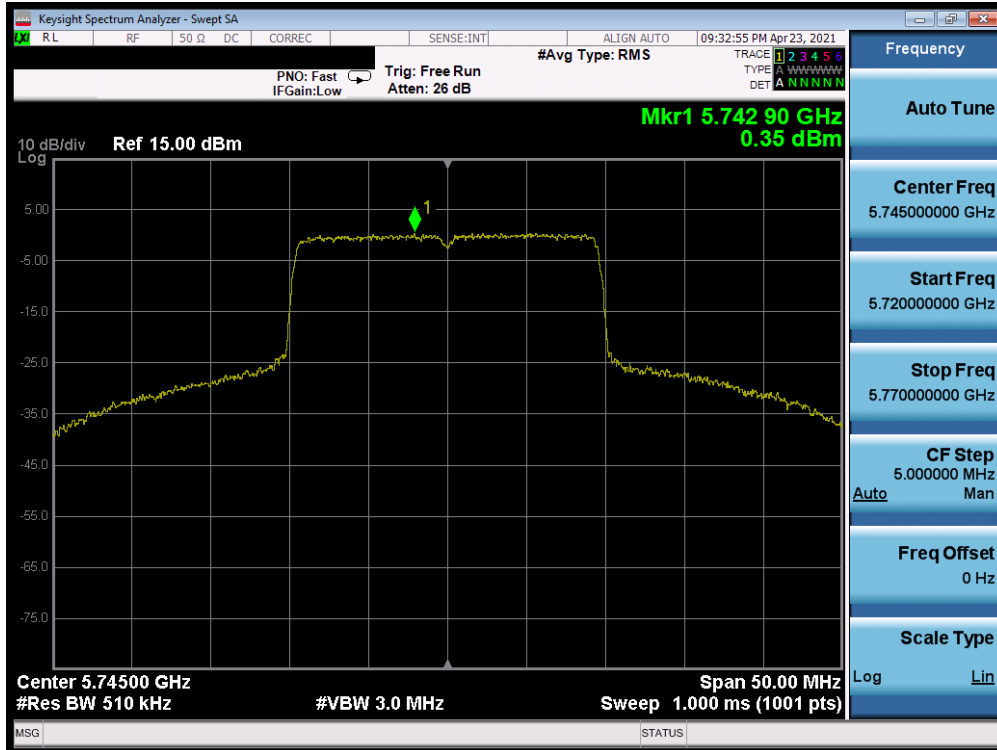 Keysight Spectrum Analyzer - Swept SA
LXI RL RF 50 Ω DC CORREC SENSE:INT ALIGN AUTO 09:32:55 PM Apr 23, 2021
PNO: Fast
IFGain:Low
Trig: Free Run
Atten: 26 dB
#Avg Type: RMS
TRACE 1 2 3 4 5 6
TYPE A WWWWW
DET A N N N N N
Mkr1 5.742 90 GHz
0.35 dBm
10 dB/div Ref 15.00 dBm
Log
1
5.00
-5.00
-15.0
-25.0
-35.0
-45.0
-55.0
-65.0
-75.0
Center 5.74500 GHz Span 50.00 MHz
#Res BW 510 kHz #VBW 3.0 MHz Sweep 1.000 ms (1001 pts)
MSG STATUS
Frequency
Auto Tune
Center Freq
5.745000000 GHz
Start Freq
5.720000000 GHz
Stop Freq
5.770000000 GHz
CF Step
5.000000 MHz
Auto Man
Freq Offset
0 Hz
Scale Type
Log Lin